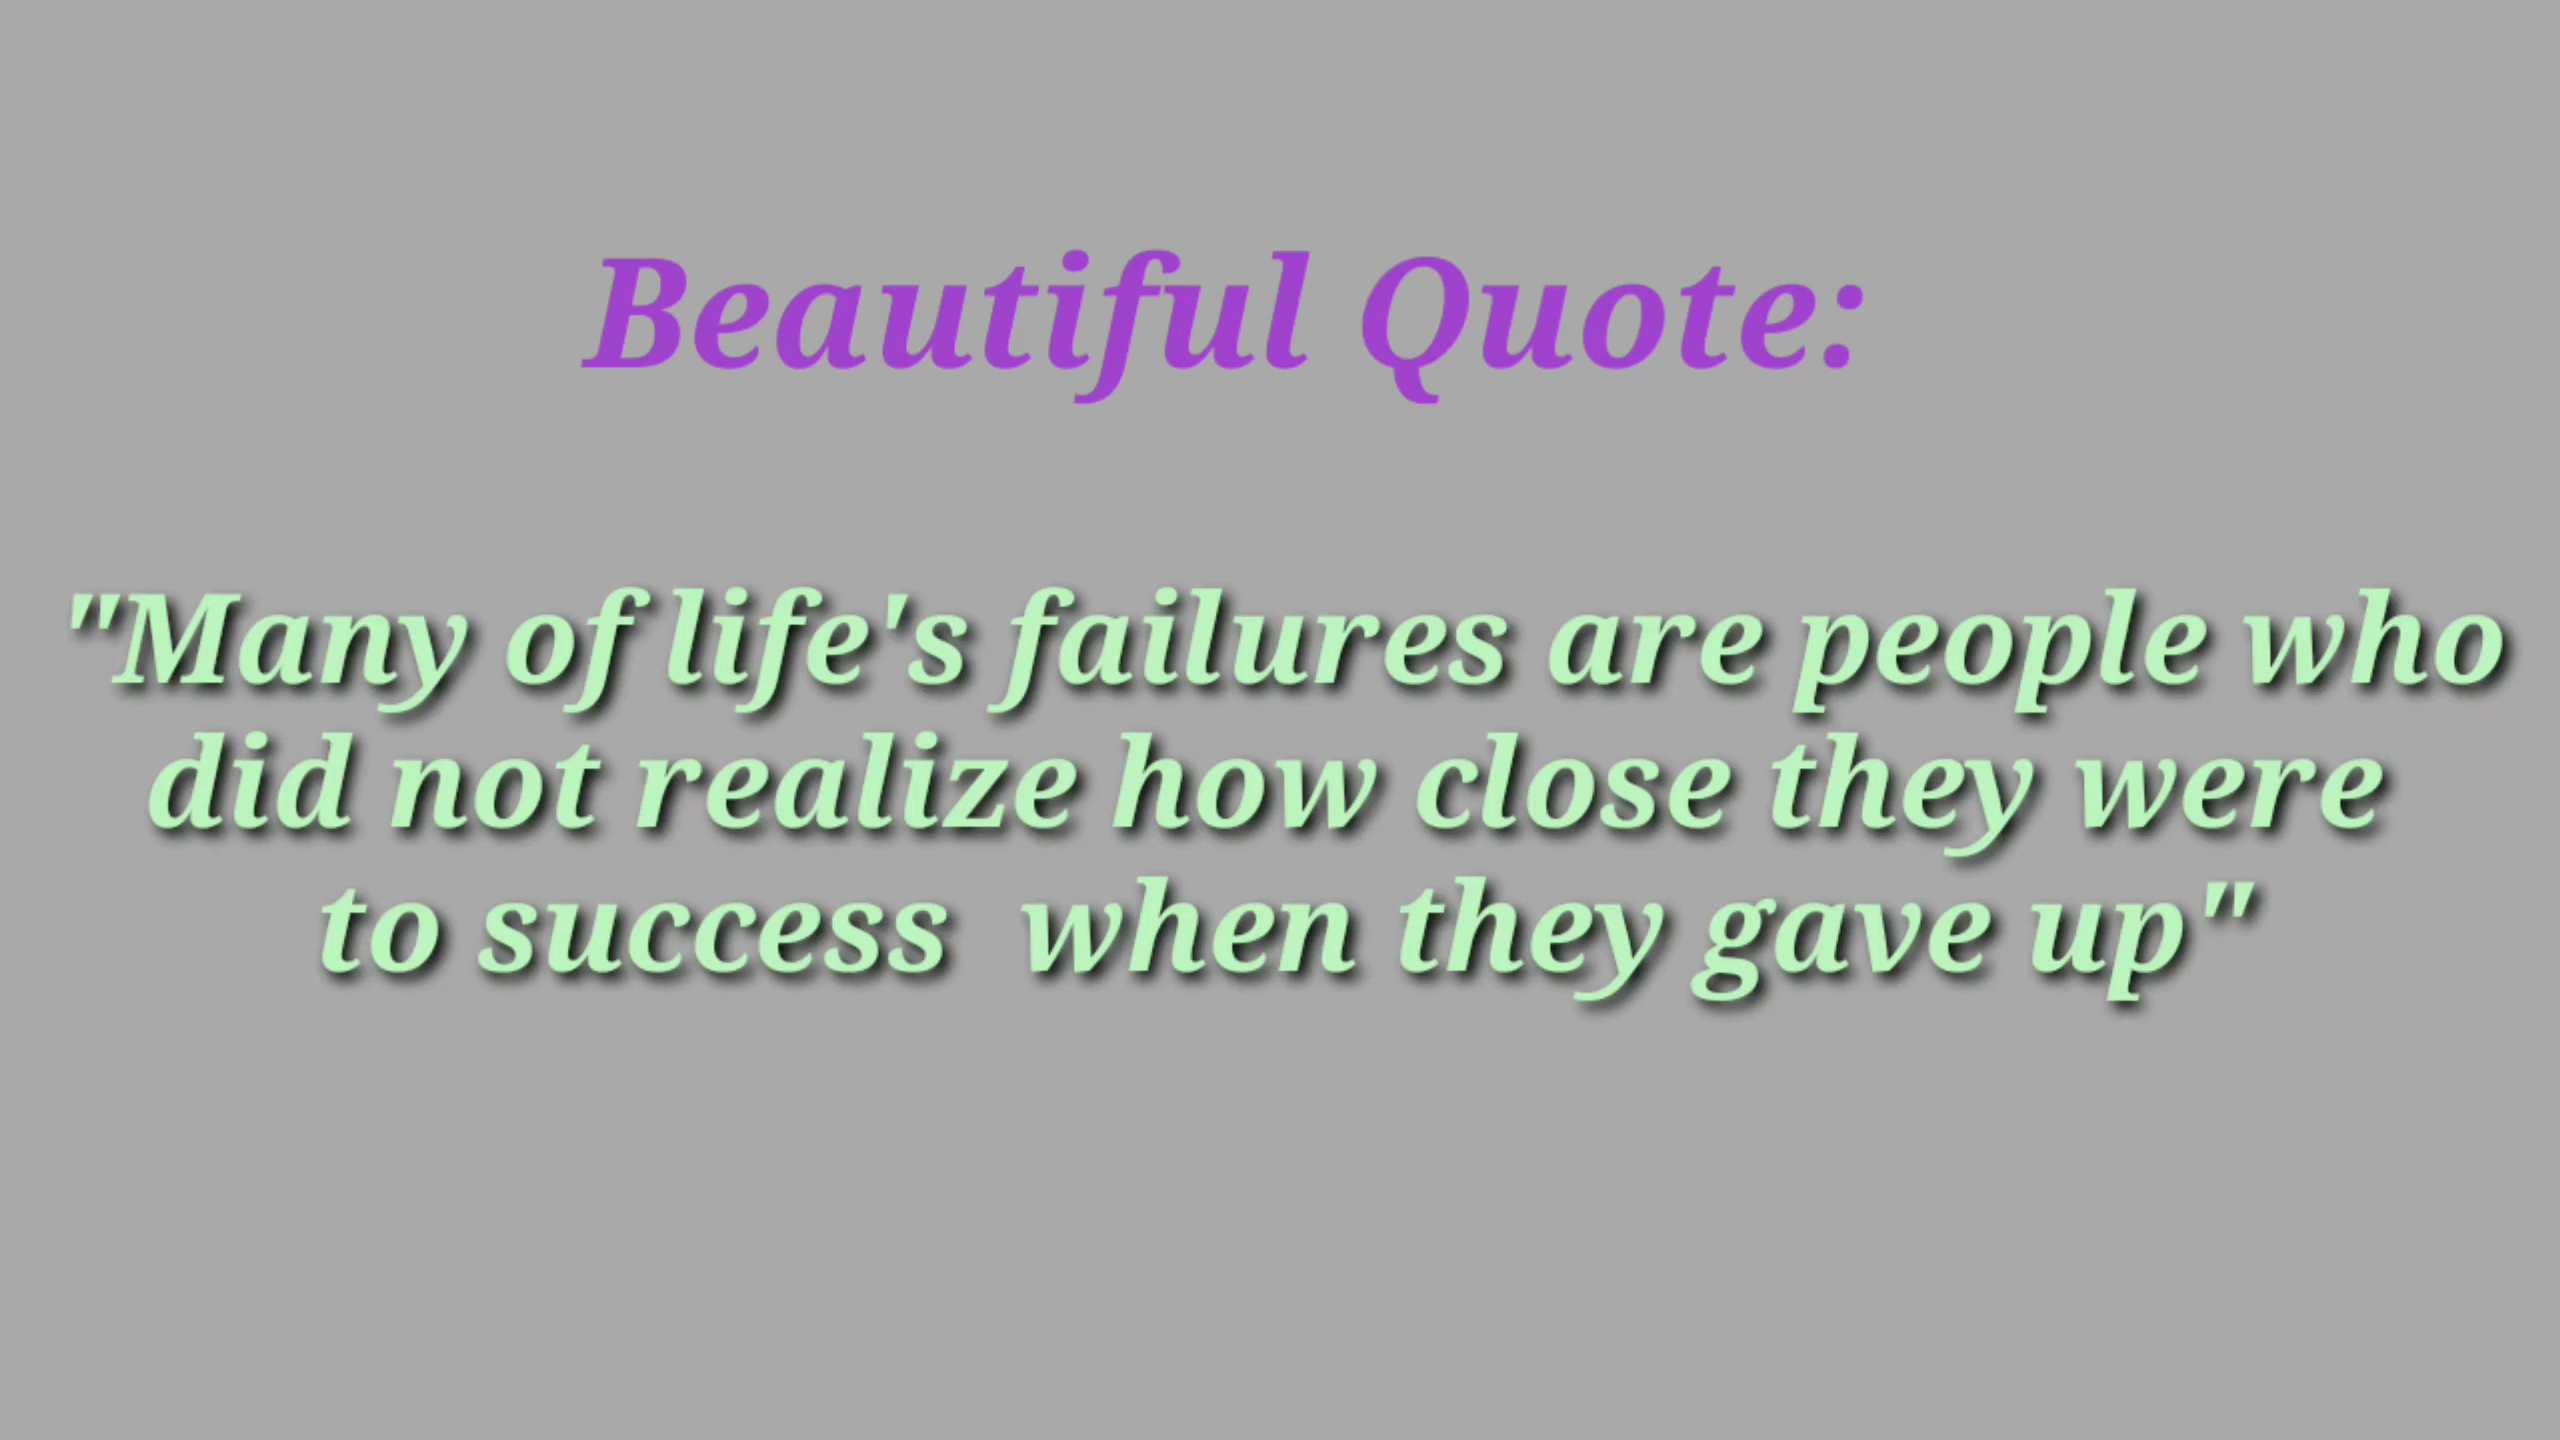 Beautiful Quote:
"Many of life's failures are people who
did not realize how close they were
to success  when they gave up"